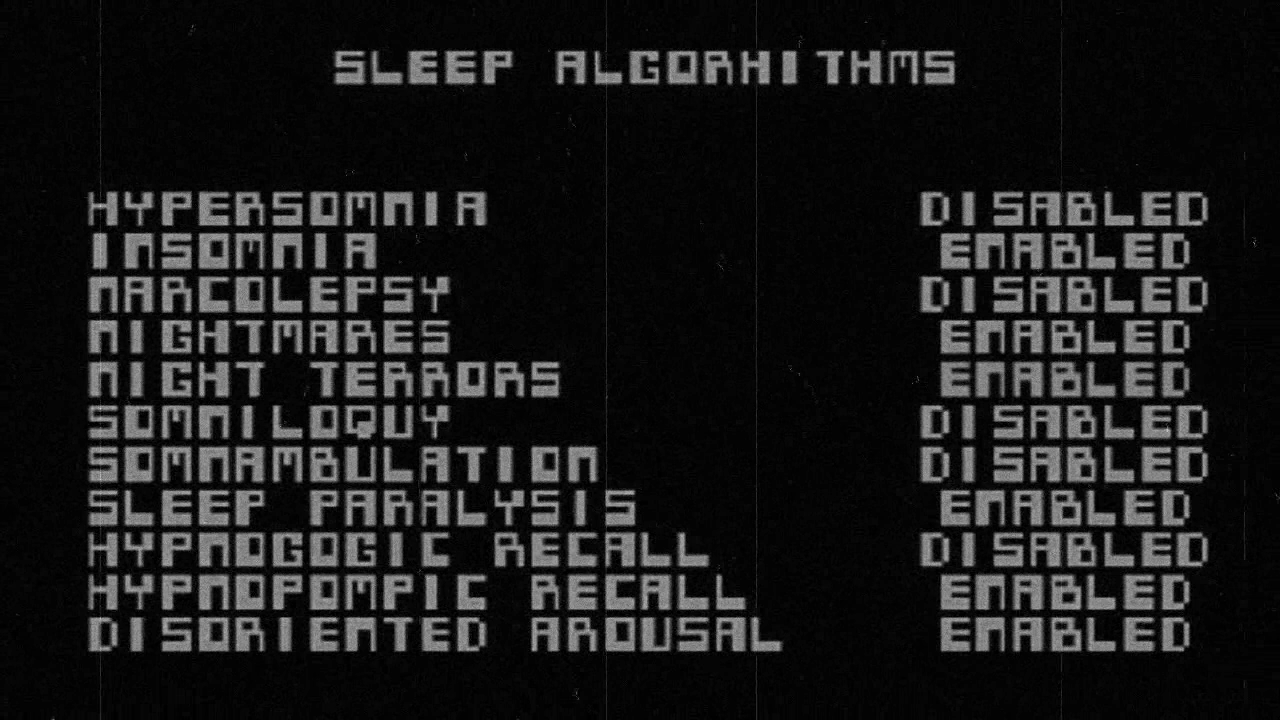 SLEEP ALGORHITHMS
HYPERSOMNIA DISABLED
INSOMNIA ENABLED
NARCOLEPSY DISABLED
NIGHTMARES ENABLED
NIGHT TERRORS ENABLED
SOMNILOQUY DISABLED
SOMNAMBULATION DISABLED
SLEEP PARALYSIS ENABLED
HYPNOGOGIC RECALL DISABLED
HYPNOPOMPIC RECALL ENABLED
DISORIENTED AROUSAL ENABLED